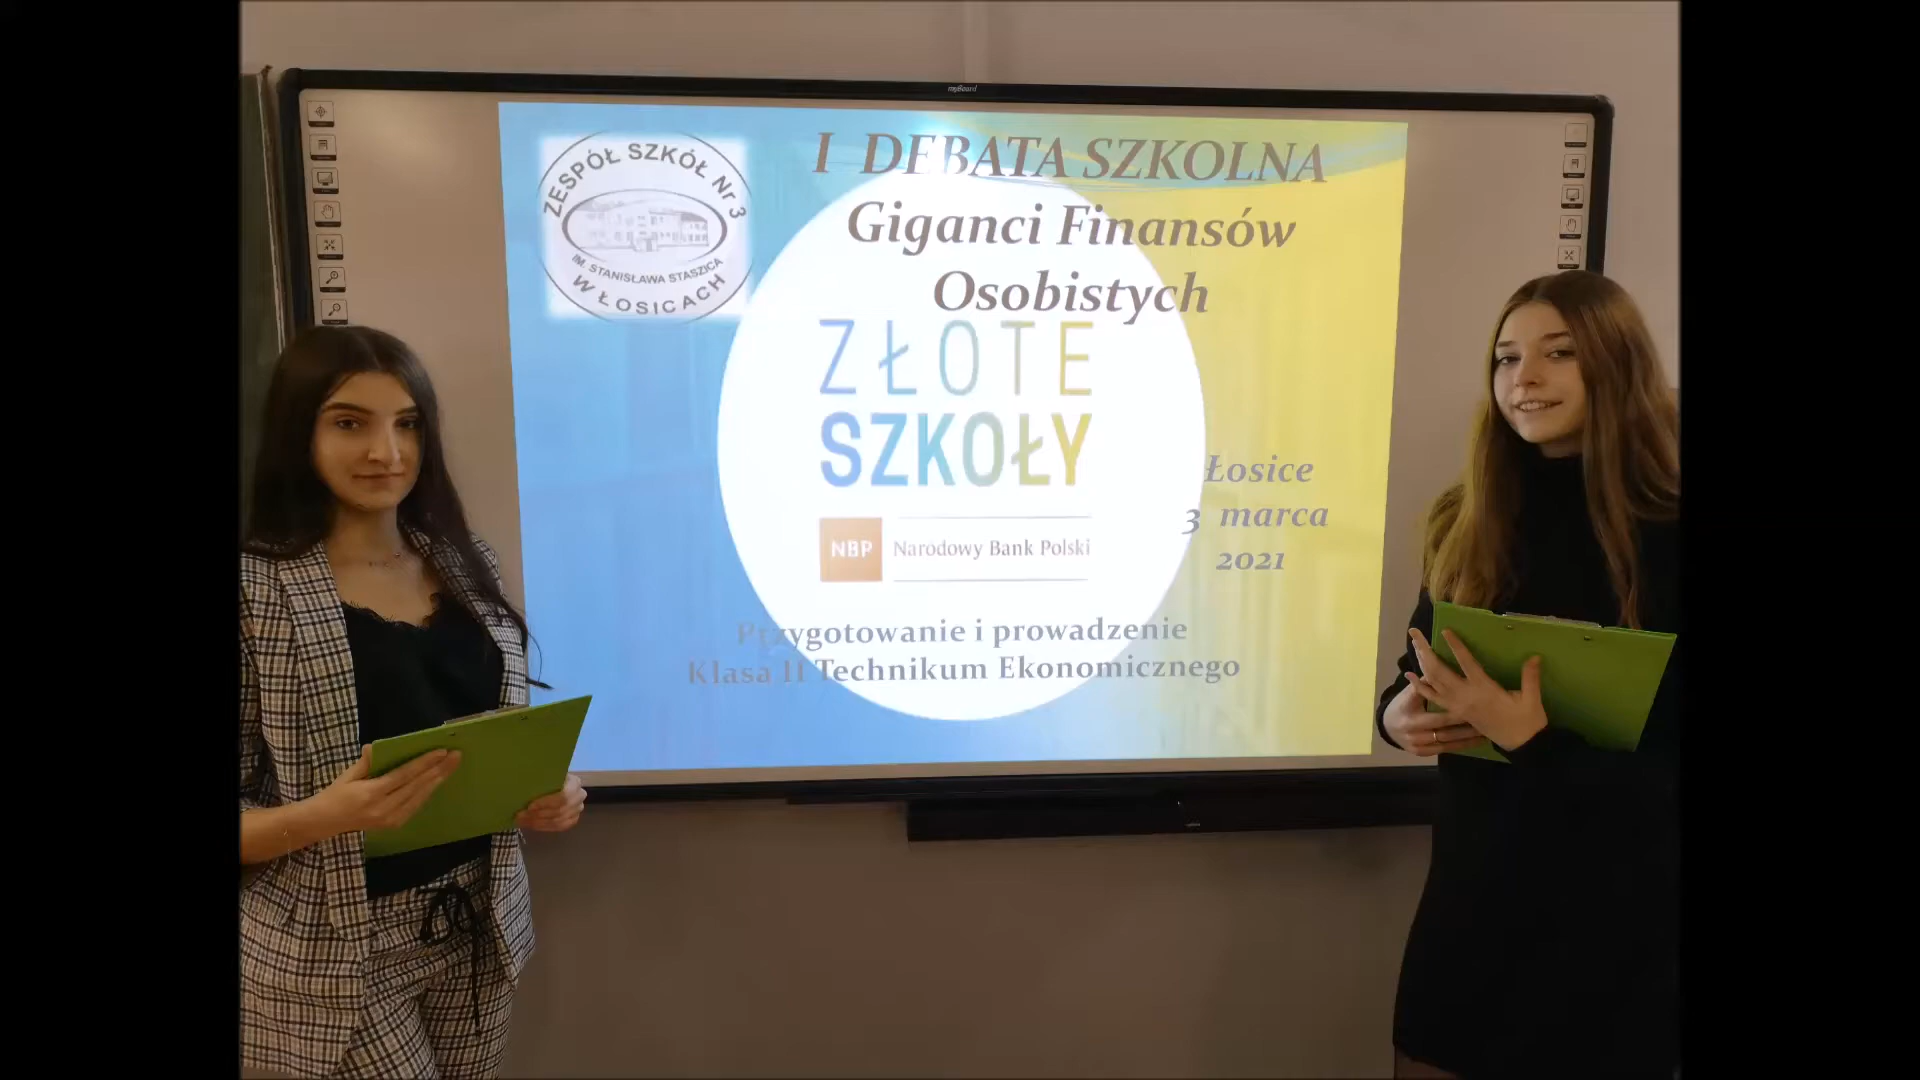 myBoard
ZESPÓŁ SZKÓŁ Nr 3
IM. STANISŁAWA STASZICA
W ŁOSICACH
I DEBATA SZKOLNA
Giganci Finansów
Osobistych
ZŁOTE
SZKOŁY
NBP Narodowy Bank Polski
Łosice
3 marca
2021
Przygotowanie i prowadzenie
Klasa II Technikum Ekonomicznego